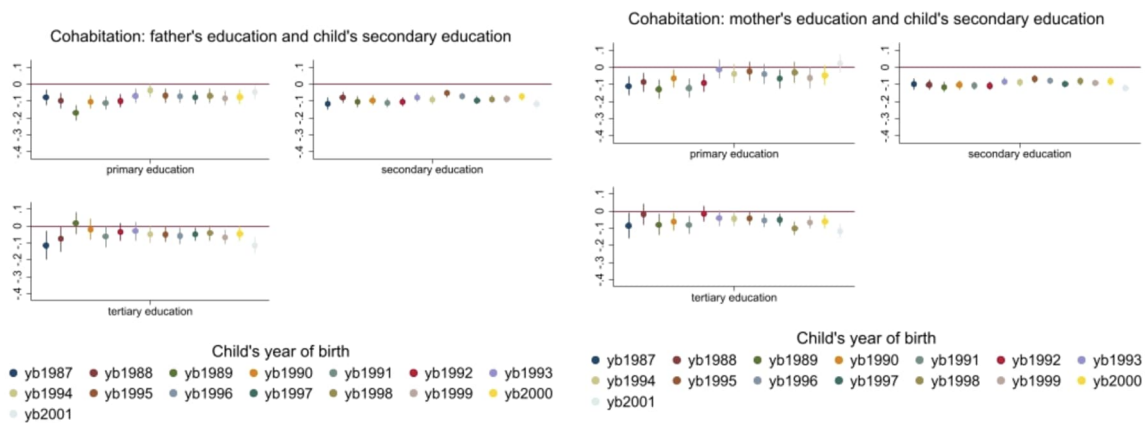 Cohabitation: father's education and child's secondary education
.1
0
-.1
-.2
-.3
-.4
primary education
.1
0
-.1
-.2
-.3
-.4
secondary education
.1
0
-.1
-.2
-.3
-.4
tertiary education
Child's year of birth
yb1987 yb1988 yb1989 yb1990 yb1991 yb1992 yb1993
yb1994 yb1995 yb1996 yb1997 yb1998 yb1999 yb2000
yb2001
Cohabitation: mother's education and child's secondary education
.1
0
-.1
-.2
-.3
-.4
primary education
.1
0
-.1
-.2
-.3
-.4
secondary education
.1
0
-.1
-.2
-.3
-.4
tertiary education
Child's year of birth
yb1987 yb1988 yb1989 yb1990 yb1991 yb1992 yb1993
yb1994 yb1995 yb1996 yb1997 yb1998 yb1999 yb2000
yb2001